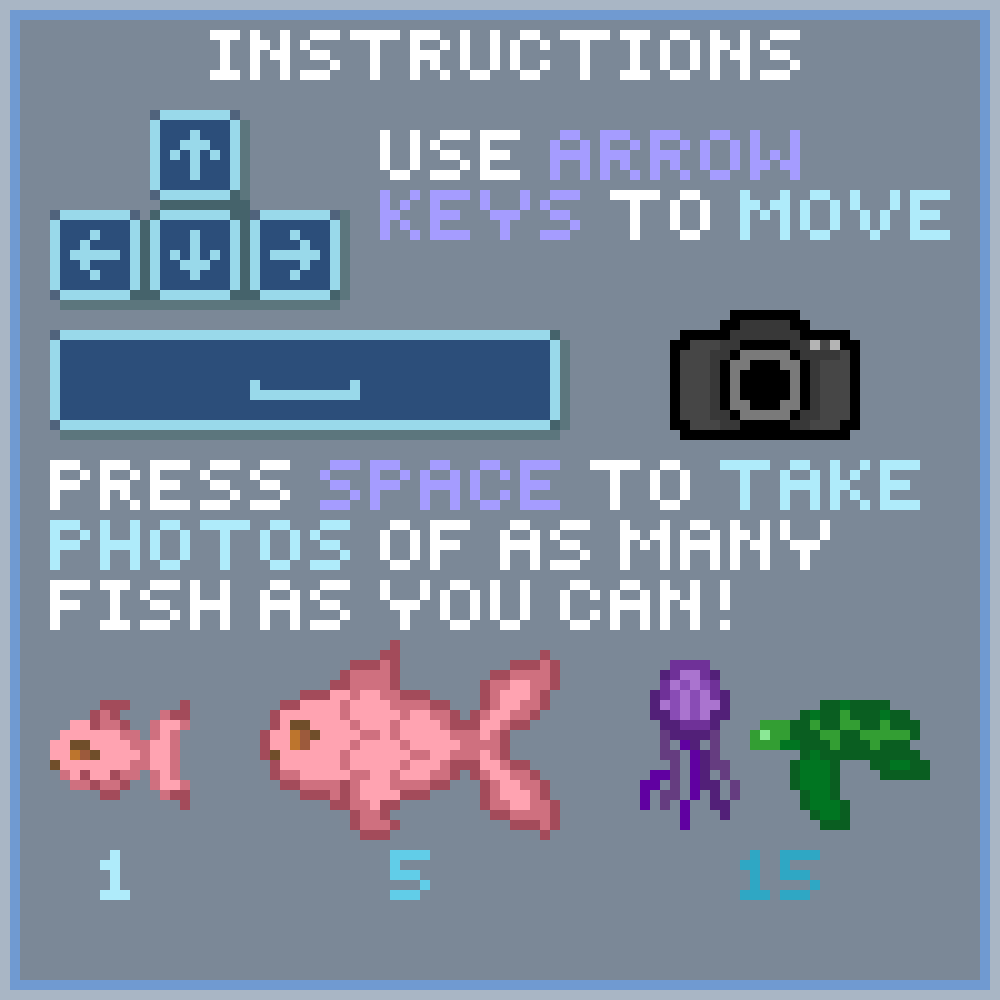 INSTRUCTIONS
USE ARROW
KEYS TO MOVE
PRESS SPACE TO TAKE
PHOTOS OF AS MANY
FISH AS YOU CAN!
1 5 15